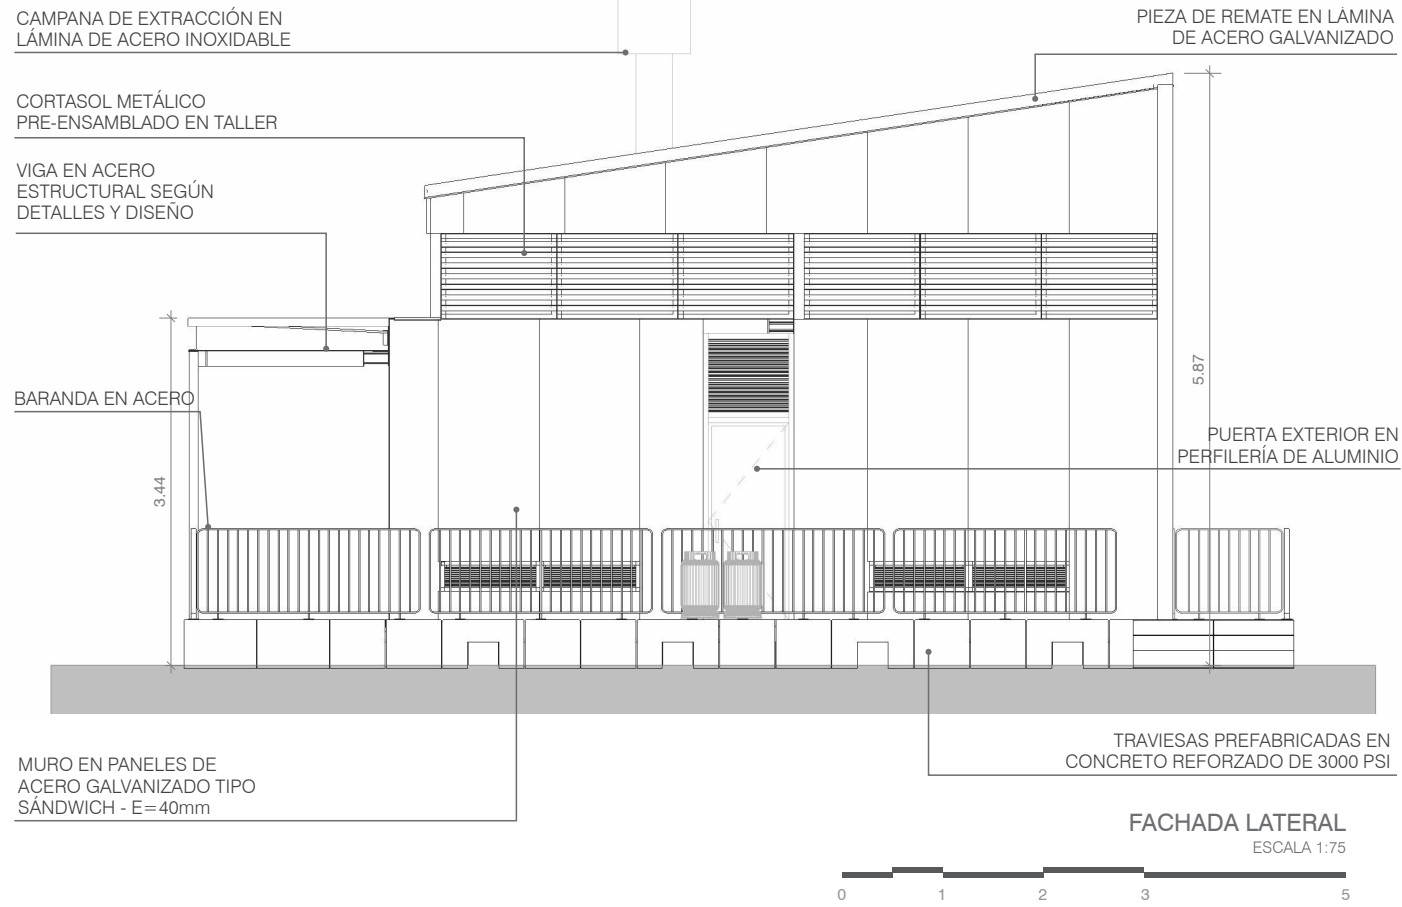 CAMPANA DE EXTRACCIÓN EN
LÁMINA DE ACERO INOXIDABLE
PIEZA DE REMATE EN LÁMINA
DE ACERO GALVANIZADO
CORTASOL METÁLICO
PRE-ENSAMBLADO EN TALLER
VIGA EN ACERO
ESTRUCTURAL SEGÚN
DETALLES Y DISEÑO
5.87
BARANDA EN ACERO
PUERTA EXTERIOR EN
PERFILERÍA DE ALUMINIO
3.44
TRAVIESAS PREFABRICADAS EN
CONCRETO REFORZADO DE 3000 PSI
MURO EN PANELES DE
ACERO GALVANIZADO TIPO
SÁNDWICH - E=40mm
FACHADA LATERAL
ESCALA 1:75
0 1 2 3 5